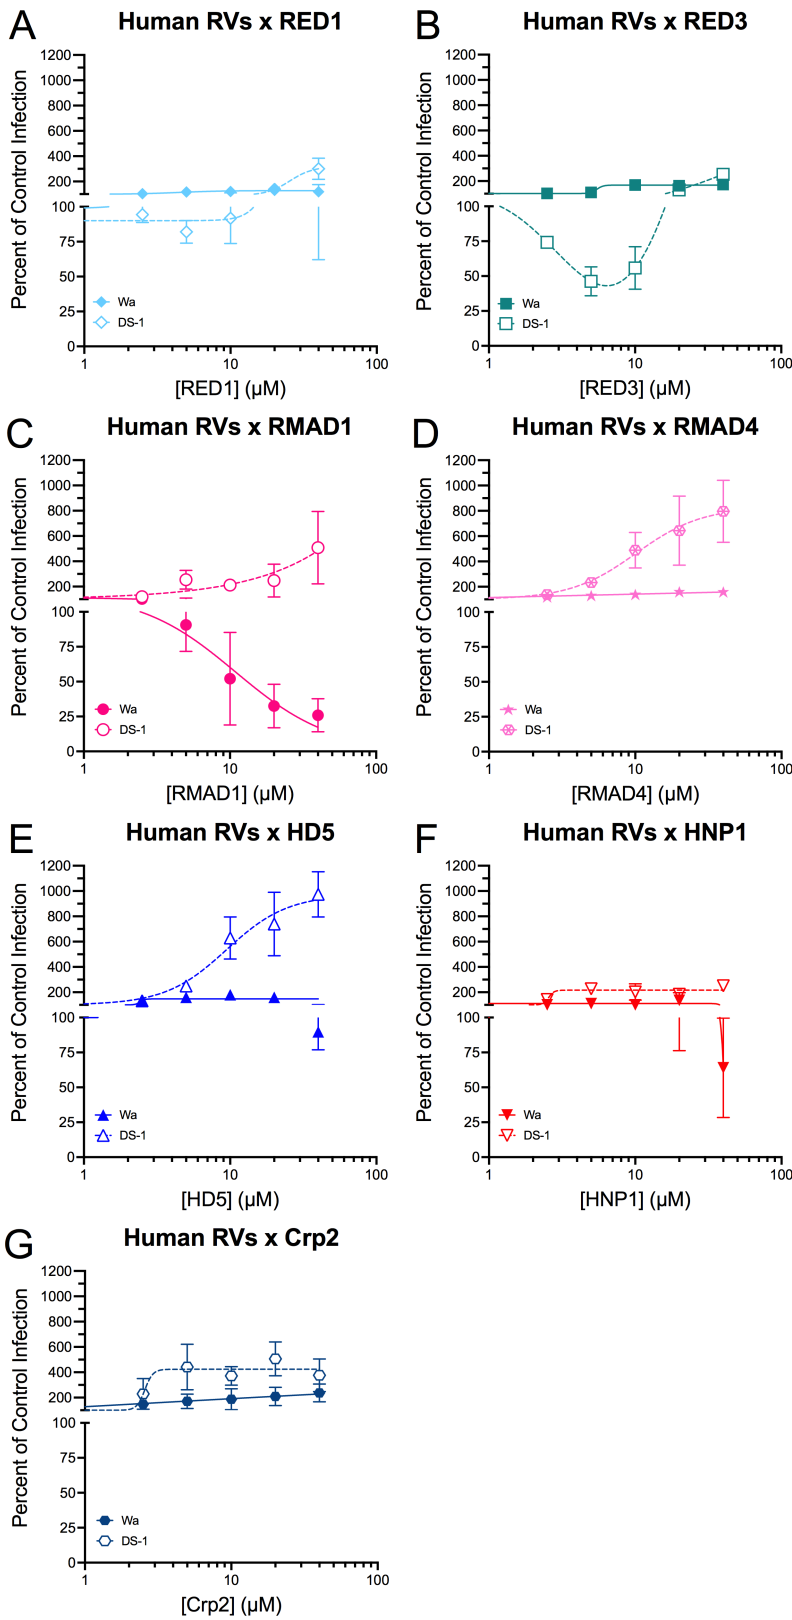 A
Human RVs x RED1
Percent of Control Infection
1200
1000
800
600
400
200
100
75
50
25
0
Wa
DS-1
1
10
100
[RED1] (µM)
B
Human RVs x RED3
Percent of Control Infection
1200
1000
800
600
400
200
100
75
50
25
0
Wa
DS-1
1
10
100
[RED3] (µM)
C
Human RVs x RMAD1
Percent of Control Infection
1200
1000
800
600
400
200
100
75
50
25
0
Wa
DS-1
1
10
100
[RMAD1] (µM)
D
Human RVs x RMAD4
Percent of Control Infection
1200
1000
800
600
400
200
100
75
50
25
0
Wa
DS-1
1
10
100
[RMAD4] (µM)
E
Human RVs x HD5
Percent of Control Infection
1200
1000
800
600
400
200
100
75
50
25
0
Wa
DS-1
1
10
100
[HD5] (µM)
F
Human RVs x HNP1
Percent of Control Infection
1200
1000
800
600
400
200
100
75
50
25
0
Wa
DS-1
1
10
100
[HNP1] (µM)
G
Human RVs x Crp2
Percent of Control Infection
1200
1000
800
600
400
200
100
75
50
25
0
Wa
DS-1
1
10
100
[Crp2] (µM)